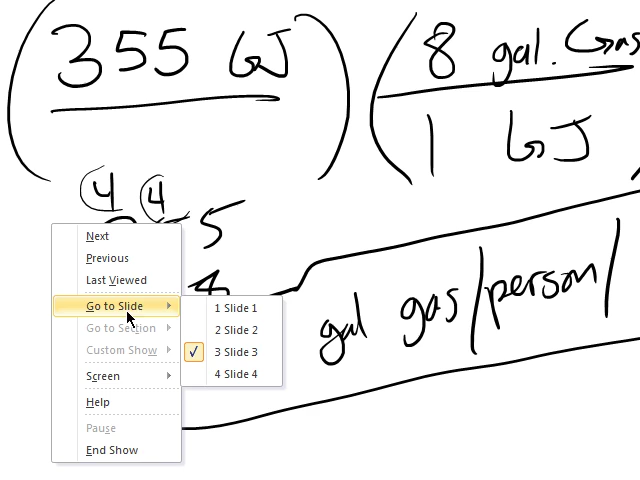 355 GJ
8 gal. Gas
1 GJ
4 4
5
4
gal gas/person/
Next
Previous
Last Viewed
Go to Slide
Go to Section
Custom Show
Screen
Help
Pause
End Show
1 Slide 1
2 Slide 2
3 Slide 3
4 Slide 4